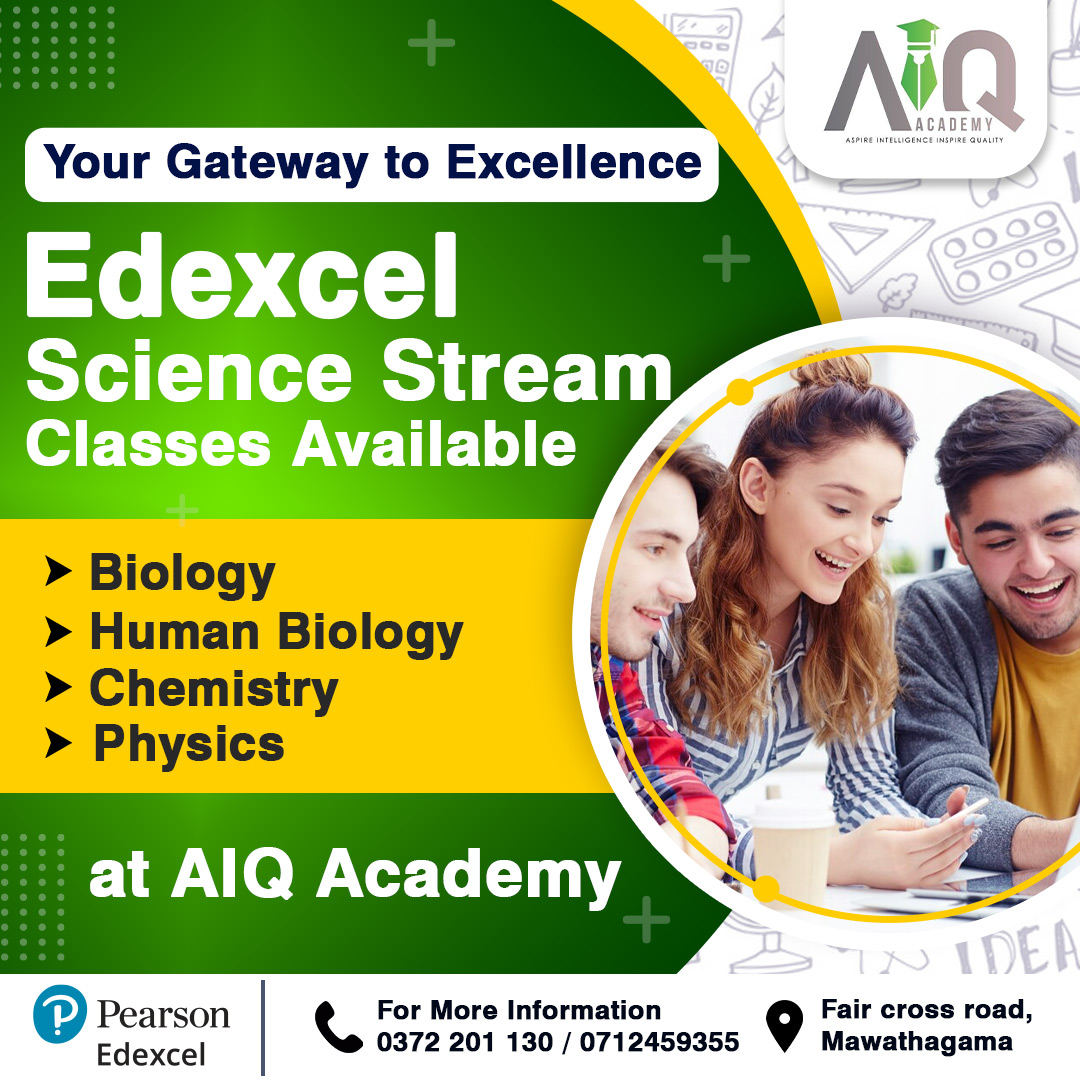 AIQ
ACADEMY
ASPIRE INTELLIGENCE INSPIRE QUALITY
Your Gateway to Excellence
Edexcel
Science Stream
Classes Available
Biology
Human Biology
Chemistry
Physics
at AIQ Academy
IDEA
Pearson
Edexcel
For More Information
0372 201 130 / 0712459355
Fair cross road,
Mawathagama